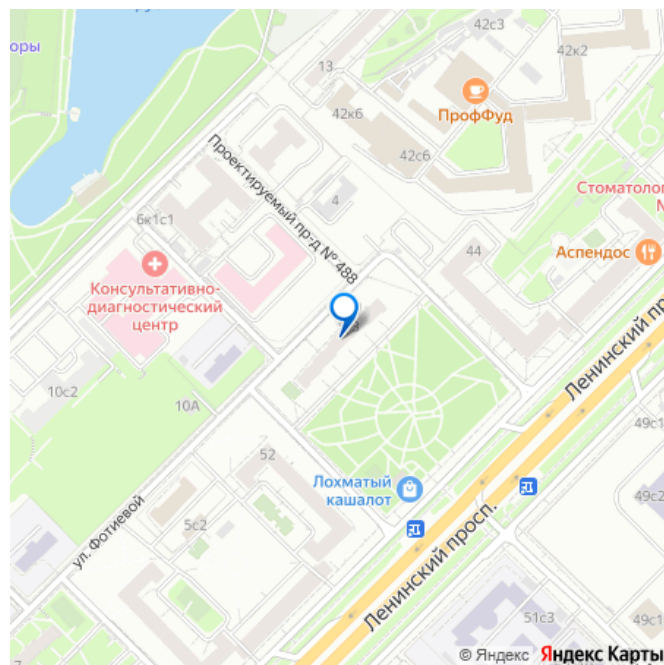 42с3
42к2
оры
13
ПрофФуд
42к6
42с6
Проектируемый пр-д № 488
Стоматолог
4
6к1с1
44
Аспендос
Консультативно-
диагностический
центр
Ленинский пр
10с2
10А
49с1
52
Лохматый
кашалот
49с2
ул. Фотиевой
5с2
Ленинский просп.
51с3
49с1
© Яндекс Яндекс Карты